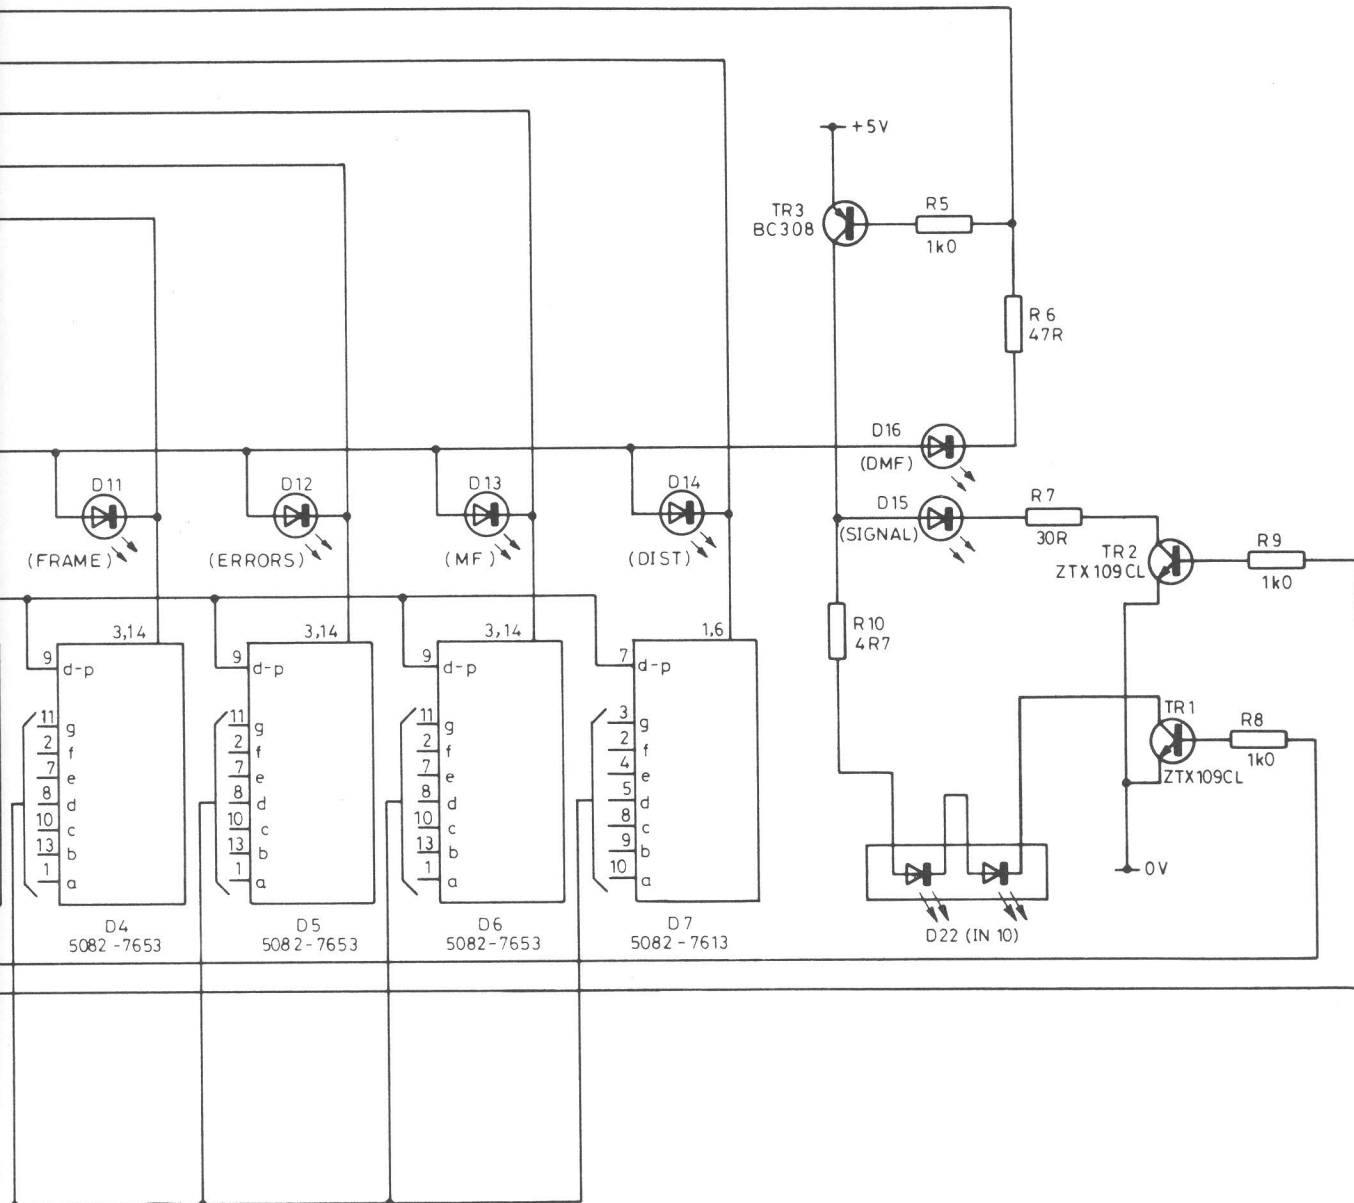 +5V
TR3
BC308
R5
1k0
R6
47R
D16
(DMF)
D11
(FRAME)
D12
(ERRORS)
D13
(MF)
D14
(DIST)
D15
(SIGNAL)
R7
30R
TR2
ZTX109CL
R9
1k0
3,14
9
d-p
11
g
2
f
7
e
8
d
10
c
13
b
1
a
D4
5082-7653
3,14
9
d-p
11
g
2
f
7
e
8
d
10
c
13
b
1
a
D5
5082-7653
3,14
9
d-p
11
g
2
f
7
e
8
d
10
c
13
b
1
a
D6
5082-7653
1,6
7
d-p
3
g
2
f
4
e
5
d
8
c
9
b
10
a
D7
5082-7613
R10
4R7
TR1
ZTX109CL
R8
1k0
0V
D22 (IN 10)